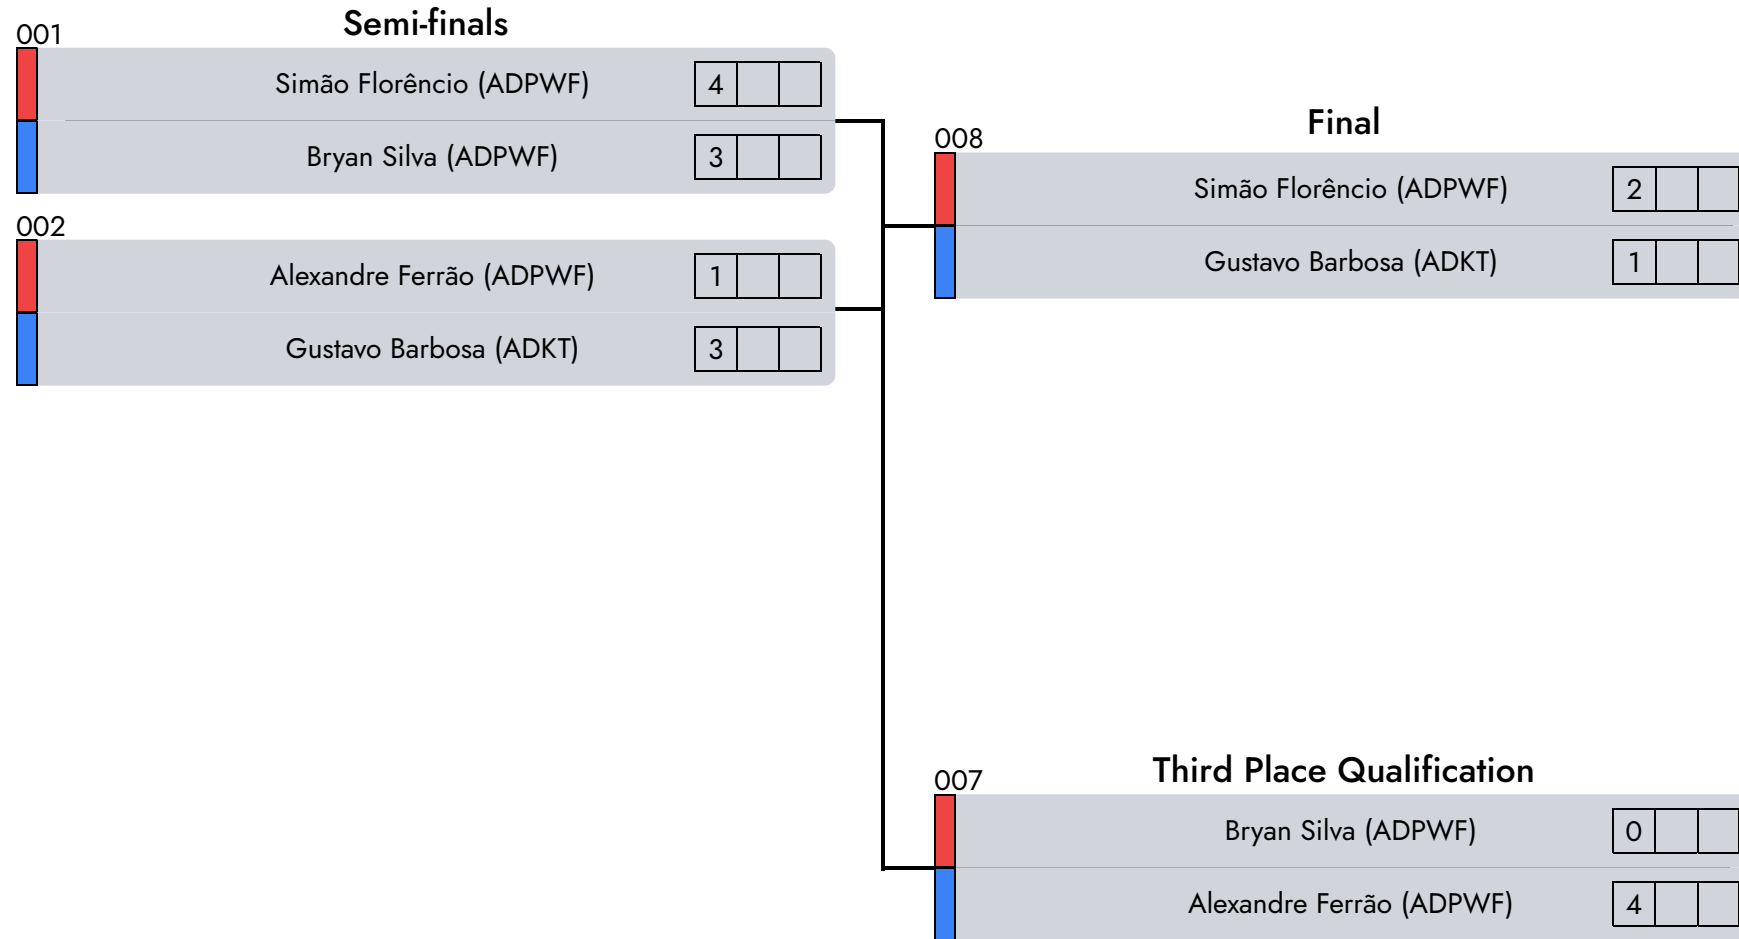 Semi-finals
001
Simão Florêncio (ADPWF) 4
Bryan Silva (ADPWF) 3
002
Alexandre Ferrão (ADPWF) 1
Gustavo Barbosa (ADKT) 3
Final
008
Simão Florêncio (ADPWF) 2
Gustavo Barbosa (ADKT) 1
Third Place Qualification
007
Bryan Silva (ADPWF) 0
Alexandre Ferrão (ADPWF) 4